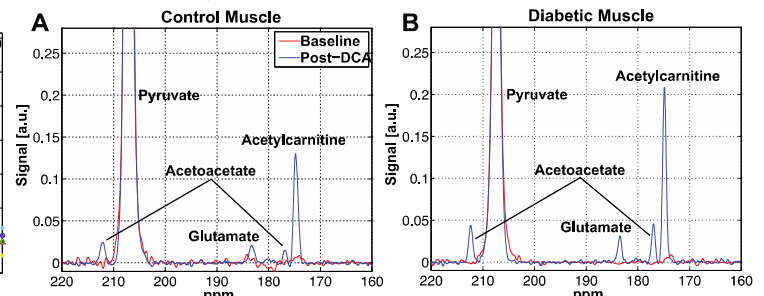 A
Control Muscle
Baseline
Post-DCA
0.25
0.2
0.15
0.1
0.05
0
Signal [a.u.]
Pyruvate
Acetylcarnitine
Acetoacetate
Glutamate
220
210
200
190
180
170
160
ppm
B
Diabetic Muscle
0.25
0.2
0.15
0.1
0.05
0
Signal [a.u.]
Acetylcarnitine
Pyruvate
Acetoacetate
Glutamate
220
210
200
190
180
170
160
ppm